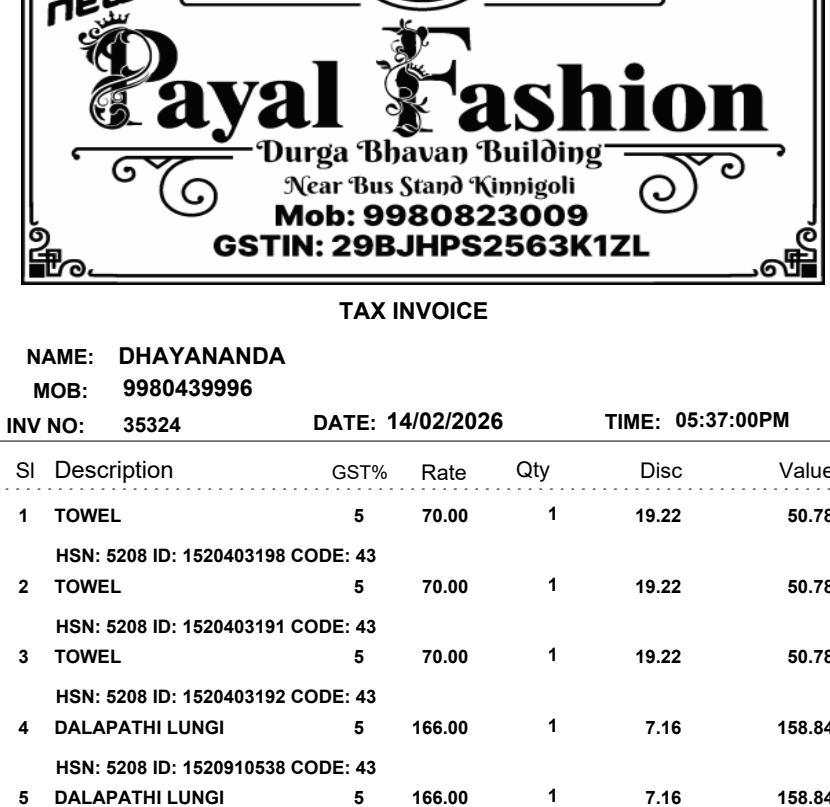 new
Payal Fashion
Durga Bhavan Building
Near Bus Stand Kinnigoli
Mob: 9980823009
GSTIN: 29BJHPS2563K1ZL
TAX INVOICE
NAME: DHAYANANDA
MOB: 9980439996
INV NO: 35324 DATE: 14/02/2026 TIME: 05:37:00PM
Sl Description GST% Rate Qty Disc Value
1 TOWEL 5 70.00 1 19.22 50.78
HSN: 5208 ID: 1520403198 CODE: 43
2 TOWEL 5 70.00 1 19.22 50.78
HSN: 5208 ID: 1520403191 CODE: 43
3 TOWEL 5 70.00 1 19.22 50.78
HSN: 5208 ID: 1520403192 CODE: 43
4 DALAPATHI LUNGI 5 166.00 1 7.16 158.84
HSN: 5208 ID: 1520910538 CODE: 43
5 DALAPATHI LUNGI 5 166.00 1 7.16 158.84